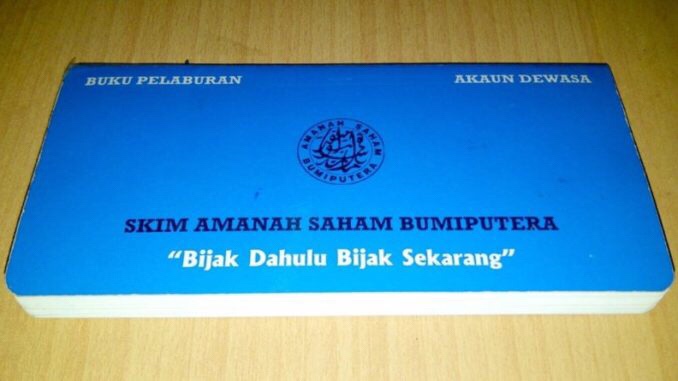 BUKU PELABURAN
AKAUN DEWASA
AMANAH SAHAM
BUMIPUTERA
SKIM AMANAH SAHAM BUMIPUTERA
"Bijak Dahulu Bijak Sekarang"